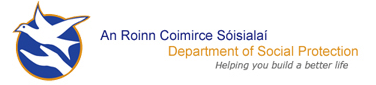 An Roinn Coimirce Sóisialaí
Department of Social Protection
Helping you build a better life